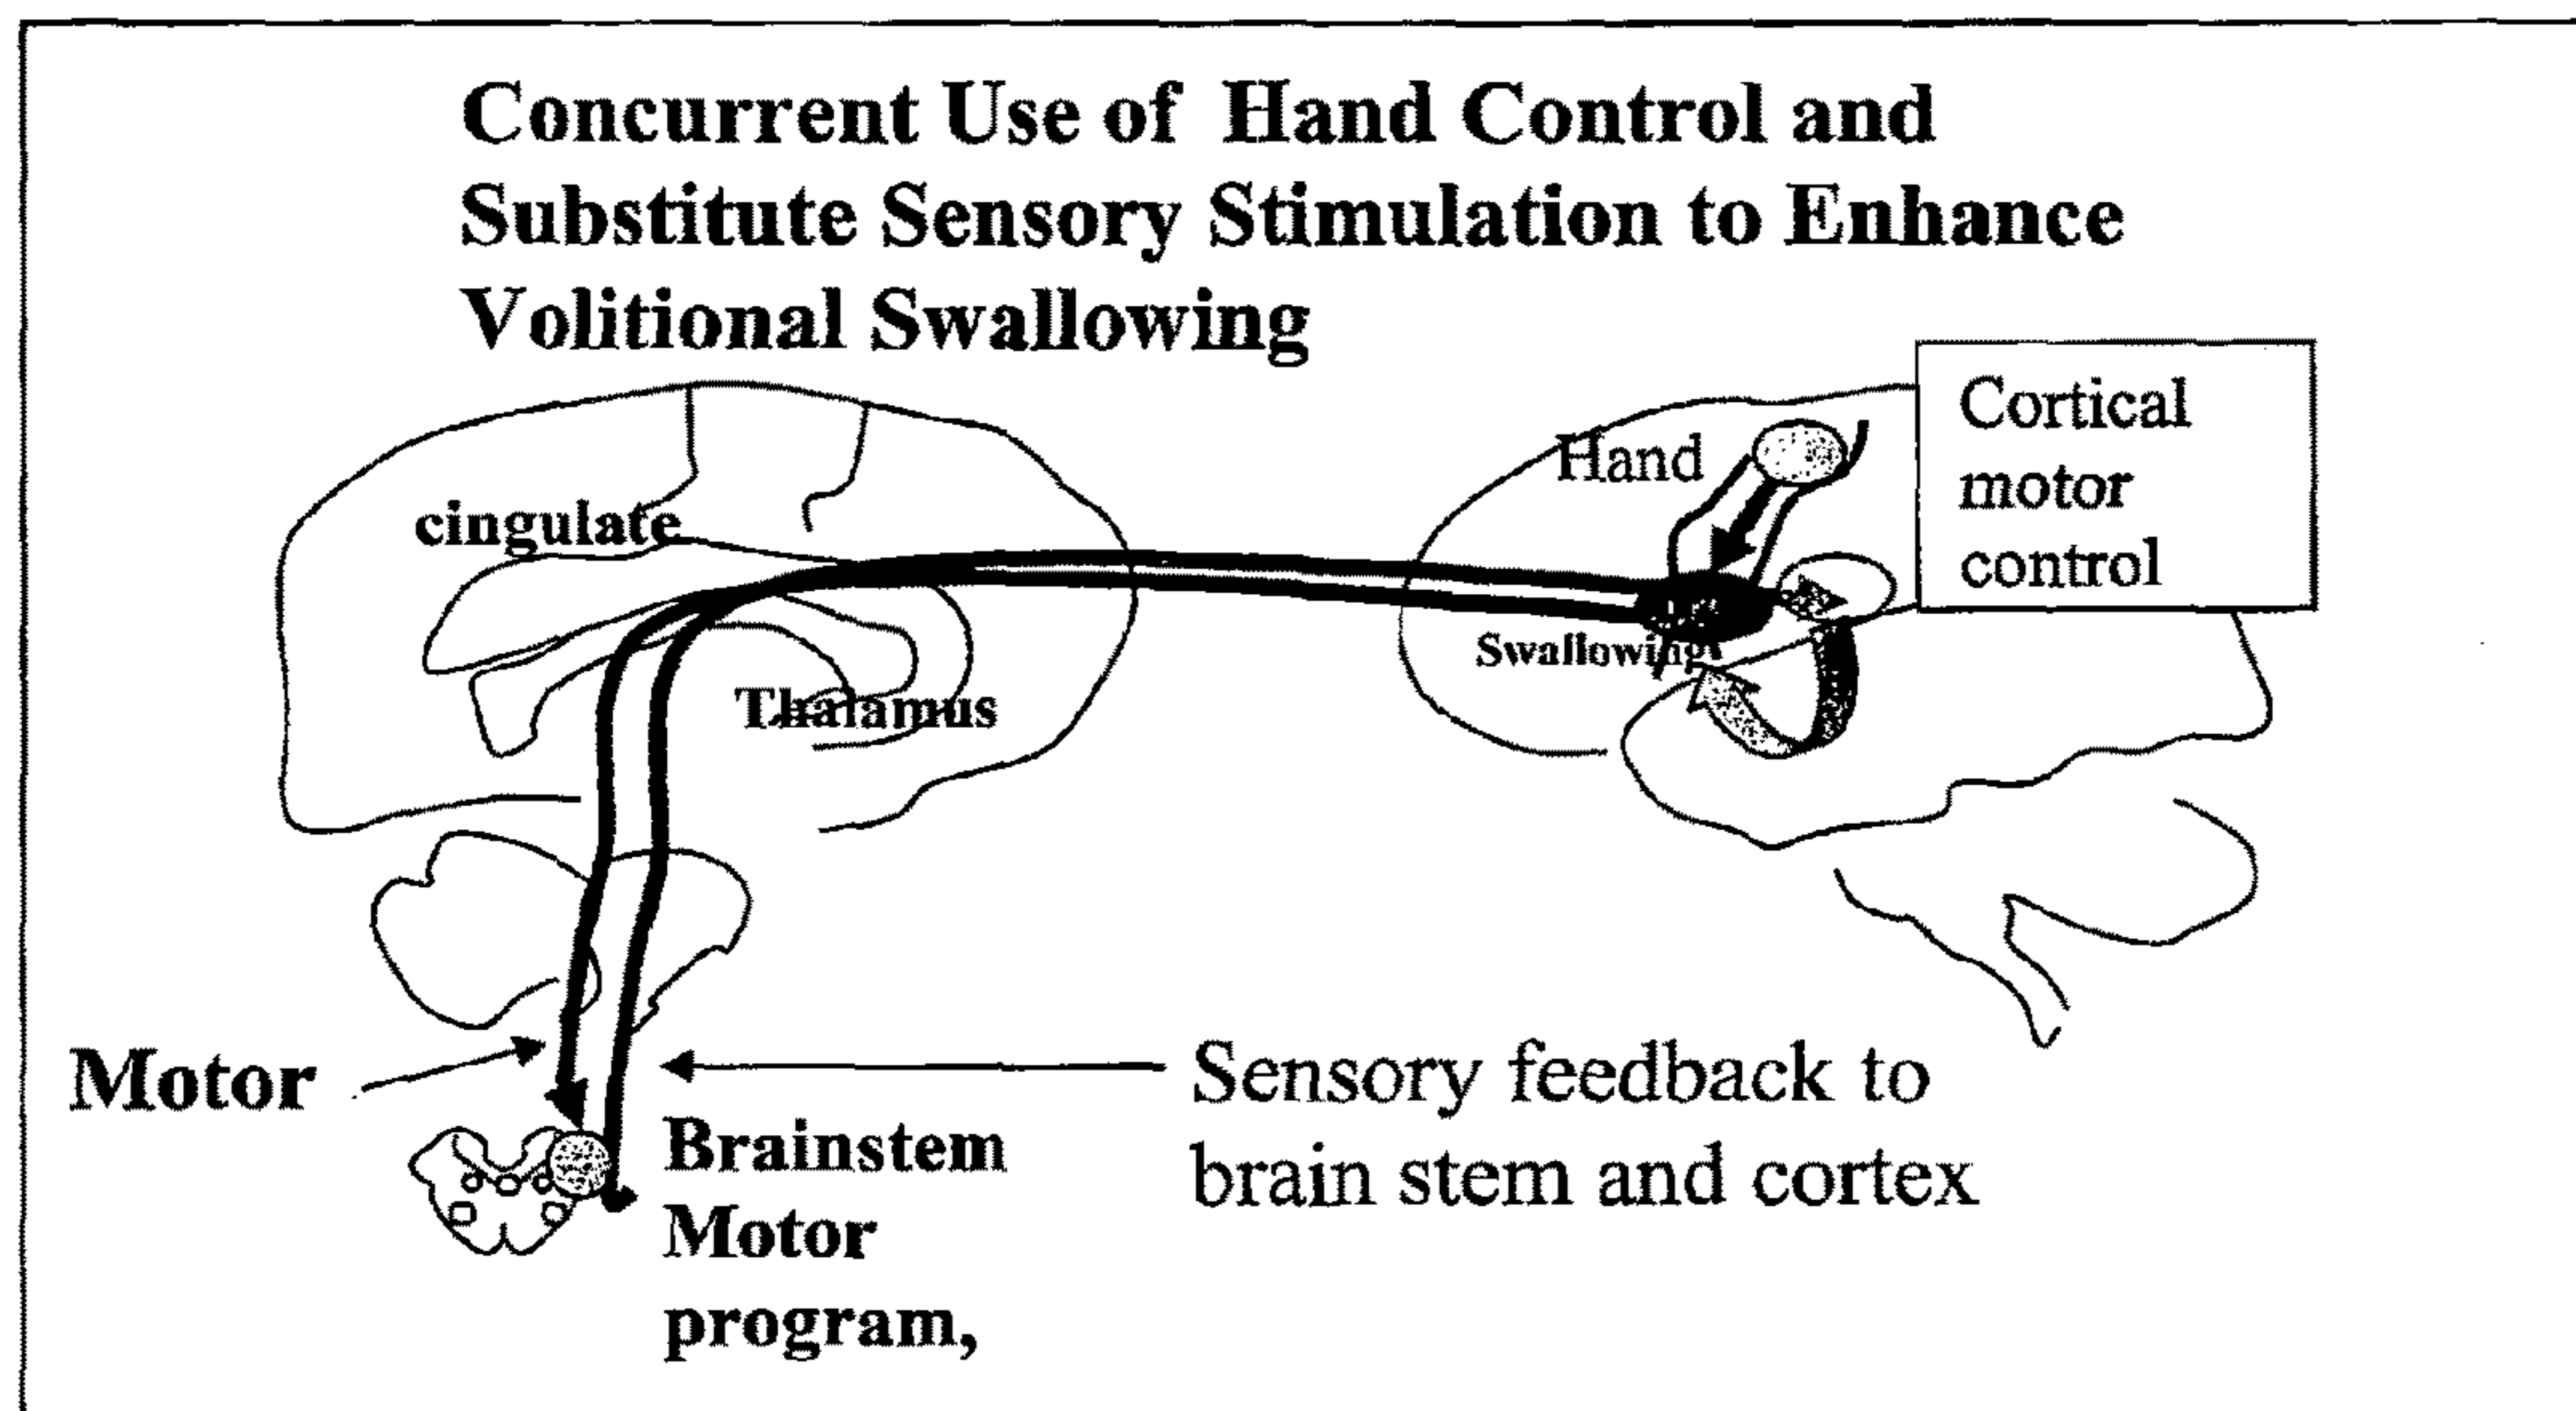 Concurrent Use of Hand Control and
Substitute Sensory Stimulation to Enhance
Volitional Swallowing
Cortical
motor
control
Hand
cingulate
Swallowing
Thalamus
Motor
Sensory feedback to
brain stem and cortex
Brainstem
Motor
program,